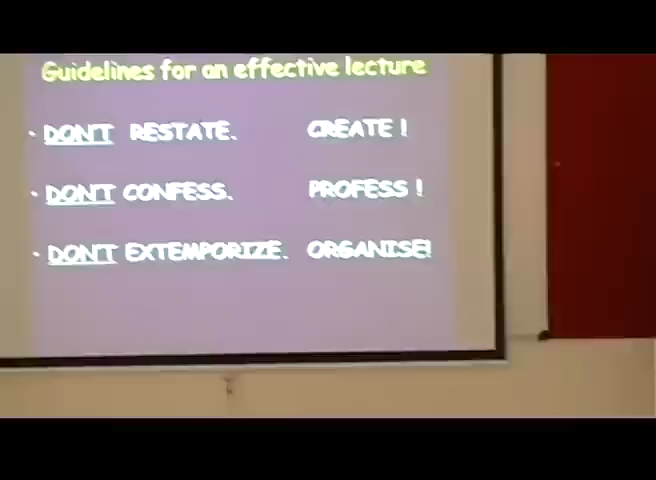 Guidelines for an effective lecture
• DON'T RESTATE. CREATE !
• DON'T CONFESS. PROFESS !
• DON'T EXTEMPORIZE. ORGANISE!